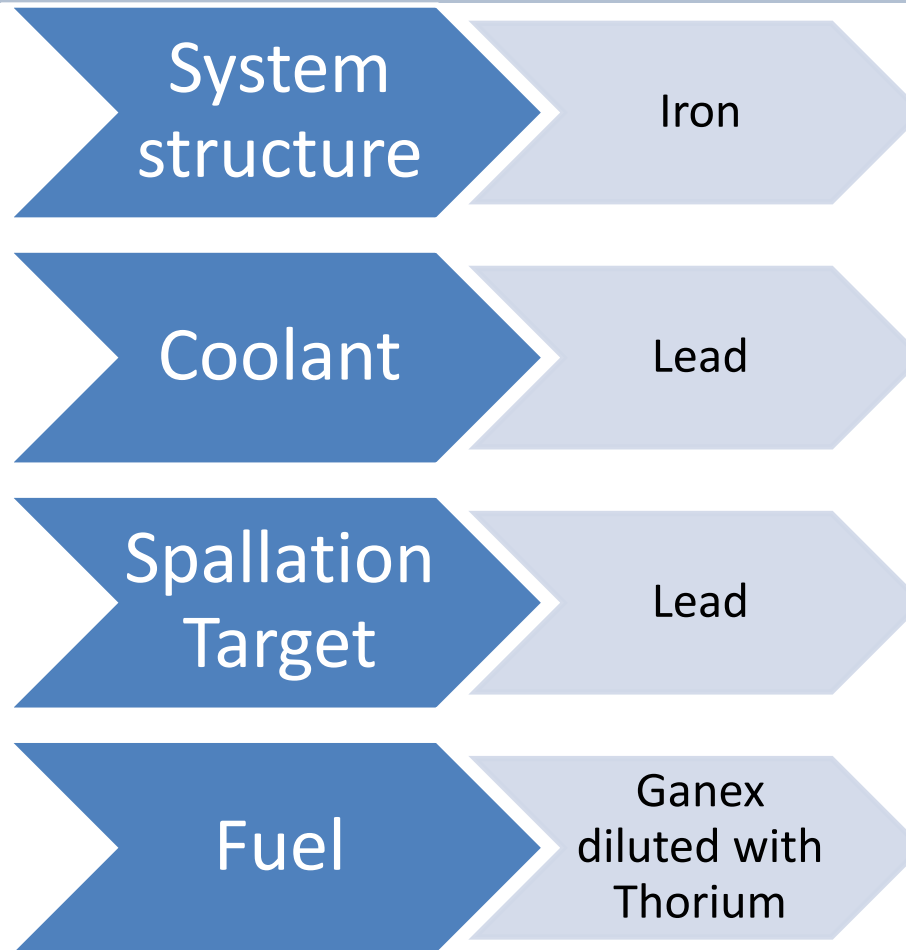 System
structure
Iron
Coolant
Lead
Spallation
Target
Lead
Fuel
Ganex
diluted with
Thorium